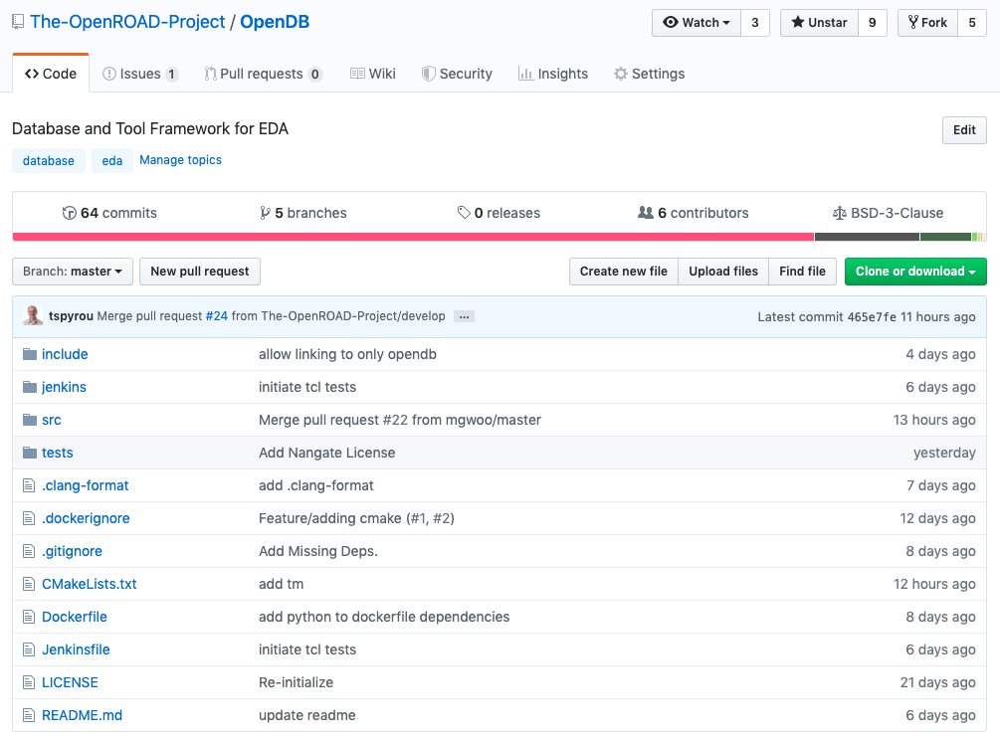 The-OpenROAD-Project / OpenDB Watch 3 Unstar 9 Fork 5
Code Issues 1 Pull requests 0 Wiki Security Insights Settings
Database and Tool Framework for EDA Edit
database eda Manage topics
64 commits 5 branches 0 releases 6 contributors BSD-3-Clause
Branch: master New pull request Create new file Upload files Find file Clone or download
tspyrou Merge pull request #24 from The-OpenROAD-Project/develop ... Latest commit 465e7fe 11 hours ago
include allow linking to only opendb 4 days ago
jenkins initiate tcl tests 6 days ago
src Merge pull request #22 from mgwoo/master 13 hours ago
tests Add Nangate License yesterday
.clang-format add .clang-format 7 days ago
.dockerignore Feature/adding cmake (#1, #2) 12 days ago
.gitignore Add Missing Deps. 8 days ago
CMakeLists.txt add tm 12 hours ago
Dockerfile add python to dockerfile dependencies 8 days ago
Jenkinsfile initiate tcl tests 6 days ago
LICENSE Re-initialize 21 days ago
README.md update readme 6 days ago